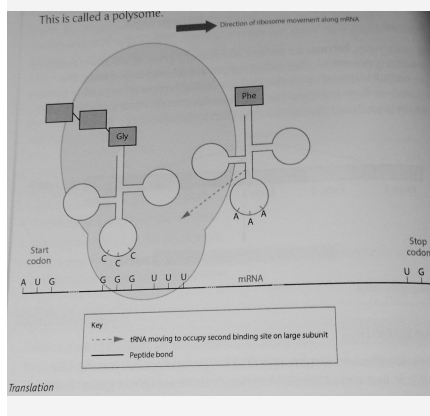 This is called a polysome.
Direction of ribosome movement along mRNA
Phe
Gly
A A A
C C C
Start
codon
Stop
codon
A U G
G G G U U U
mRNA
U G
Key
tRNA moving to occupy second binding site on large subunit
Peptide bond
Translation